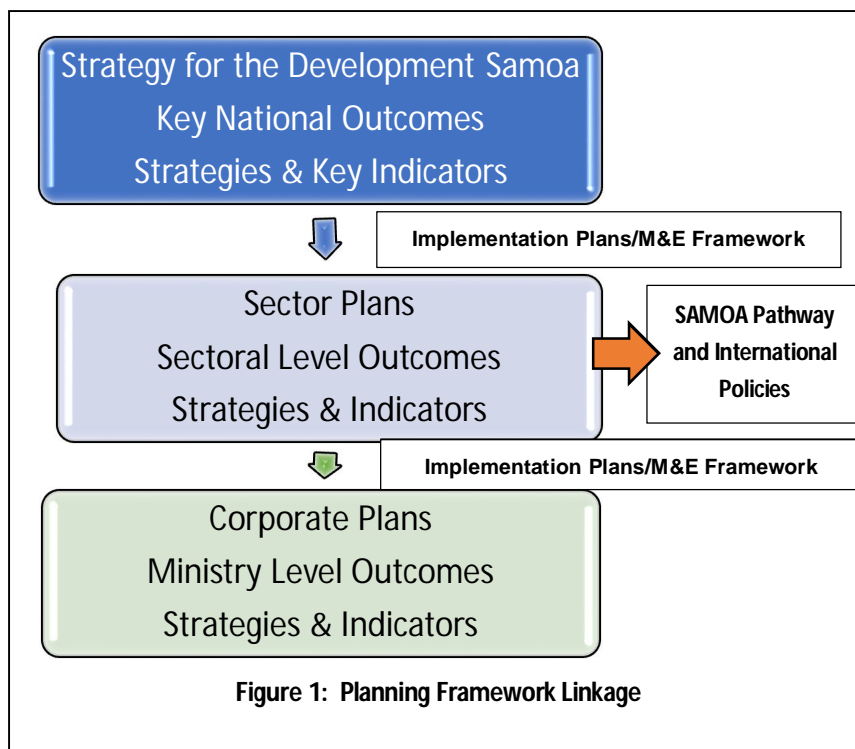 Strategy for the Development Samoa
Key National Outcomes
Strategies & Key Indicators
Implementation Plans/M&E Framework
Sector Plans
Sectoral Level Outcomes
Strategies & Indicators
SAMOA Pathway
and International
Policies
Implementation Plans/M&E Framework
Corporate Plans
Ministry Level Outcomes
Strategies & Indicators
Figure 1: Planning Framework Linkage